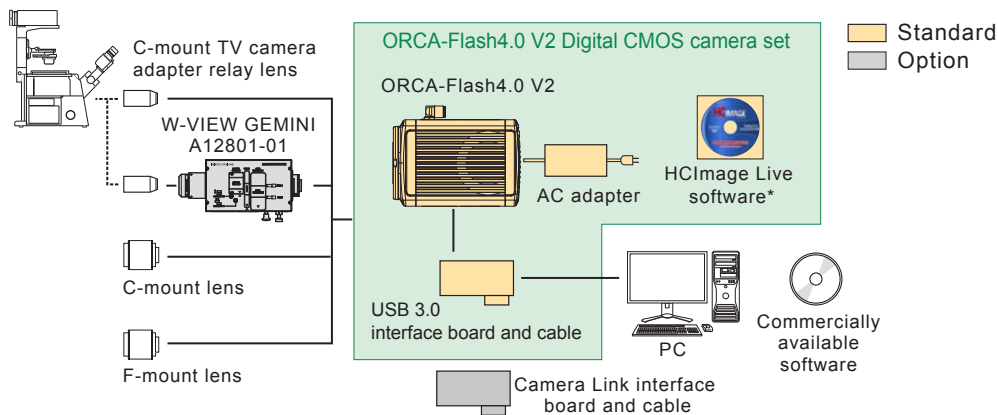 C-mount TV camera
adapter relay lens
W-VIEW GEMINI
A12801-01
C-mount lens
F-mount lens
ORCA-Flash4.0 V2 Digital CMOS camera set
ORCA-Flash4.0 V2
AC adapter
HCIMAGE
HCImage Live
software*
USB 3.0
interface board and cable
PC
Commercially
available
software
Camera Link interface
board and cable
Standard
Option